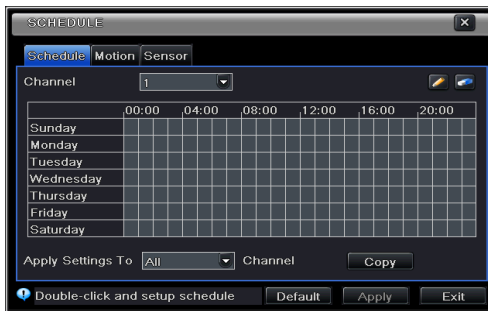 SCHEDULE
Schedule Motion Sensor
Channel 1
00:00 04:00 08:00 12:00 16:00 20:00
Sunday
Monday
Tuesday
Wednesday
Thursday
Friday
Saturday
Apply Settings To All Channel Copy
Double-click and setup schedule Default Apply Exit